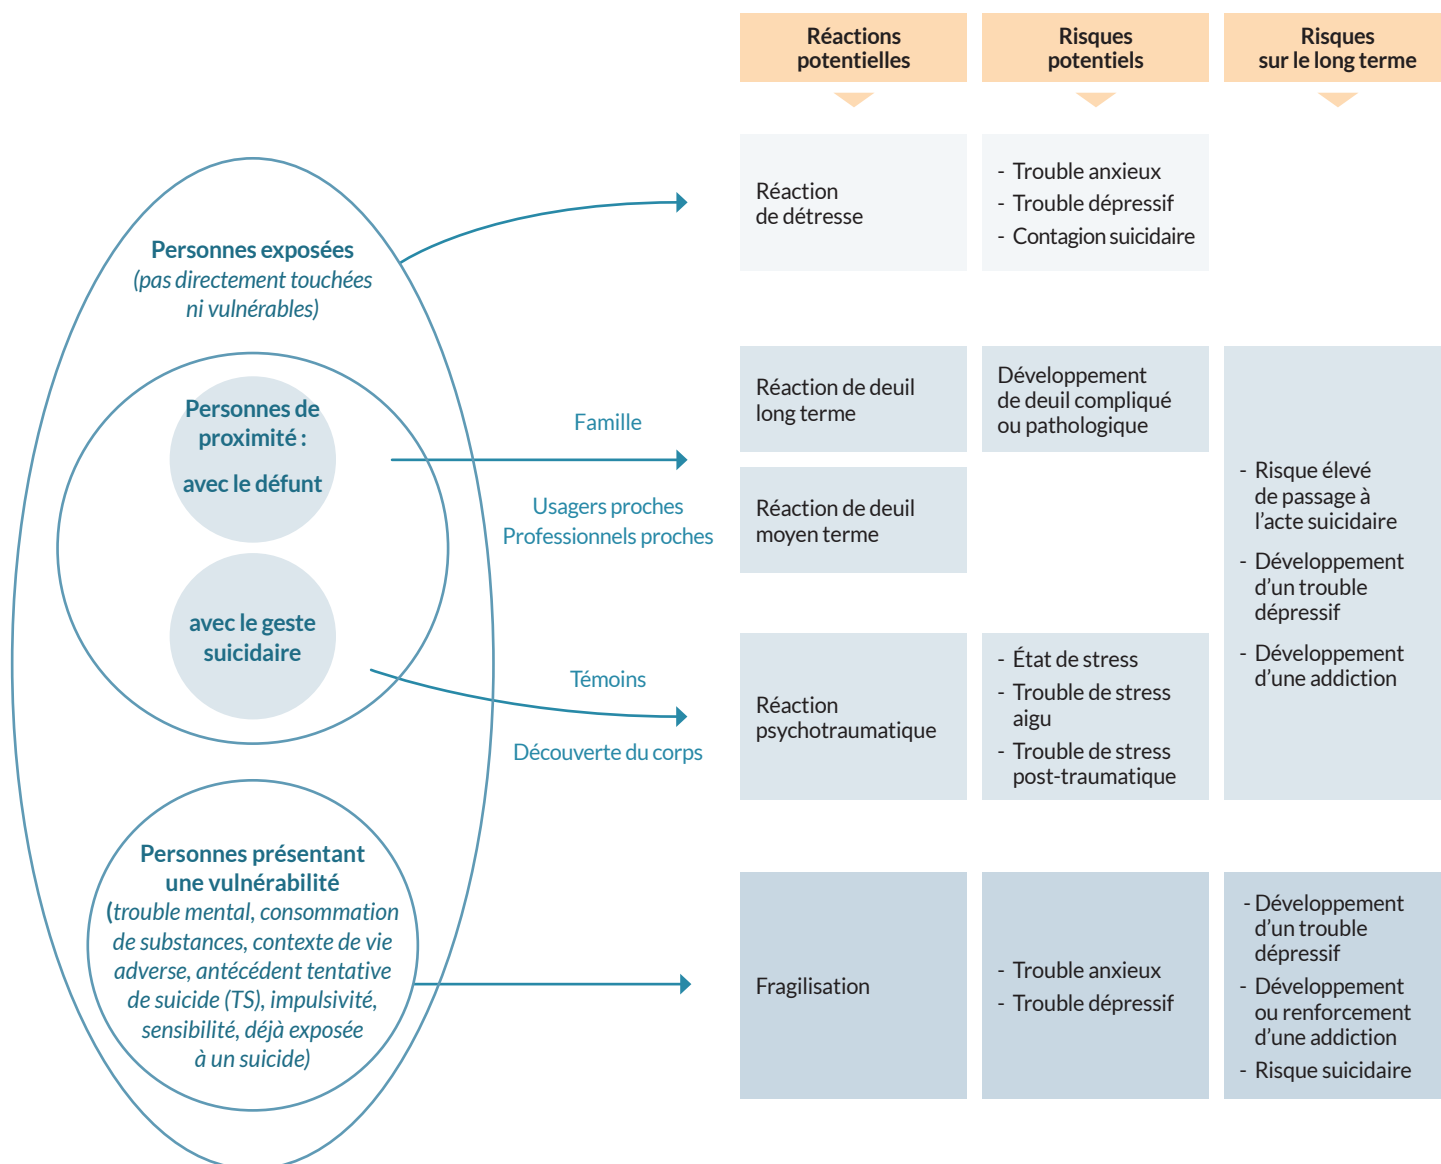 Réactions
potentielles
Risques
potentiels
Risques
sur le long terme
Personnes exposées
(pas directement touchées
ni vulnérables)
Réaction
de détresse
- Trouble anxieux
- Trouble dépressif
- Contagion suicidaire
Personnes de
proximité :
avec le défunt
Famille
Usagers proches
Professionnels proches
Réaction de deuil
long terme
Développement
de deuil compliqué
ou pathologique
Réaction de deuil
moyen terme
- Risque élevé
de passage à
l’acte suicidaire
- Développement
d’un trouble
dépressif
- Développement
d’une addiction
avec le geste
suicidaire
Témoins
Découverte du corps
Réaction
psychotraumatique
- État de stress
- Trouble de stress
aigu
- Trouble de stress
post-traumatique
Personnes présentant
une vulnérabilité
(trouble mental, consommation
de substances, contexte de vie
adverse, antécédent tentative
de suicide (TS), impulsivité,
sensibilité, déjà exposée
à un suicide)
Fragilisation
- Trouble anxieux
- Trouble dépressif
- Développement
d’un trouble
dépressif
- Développement
ou renforcement
d’une addiction
- Risque suicidaire